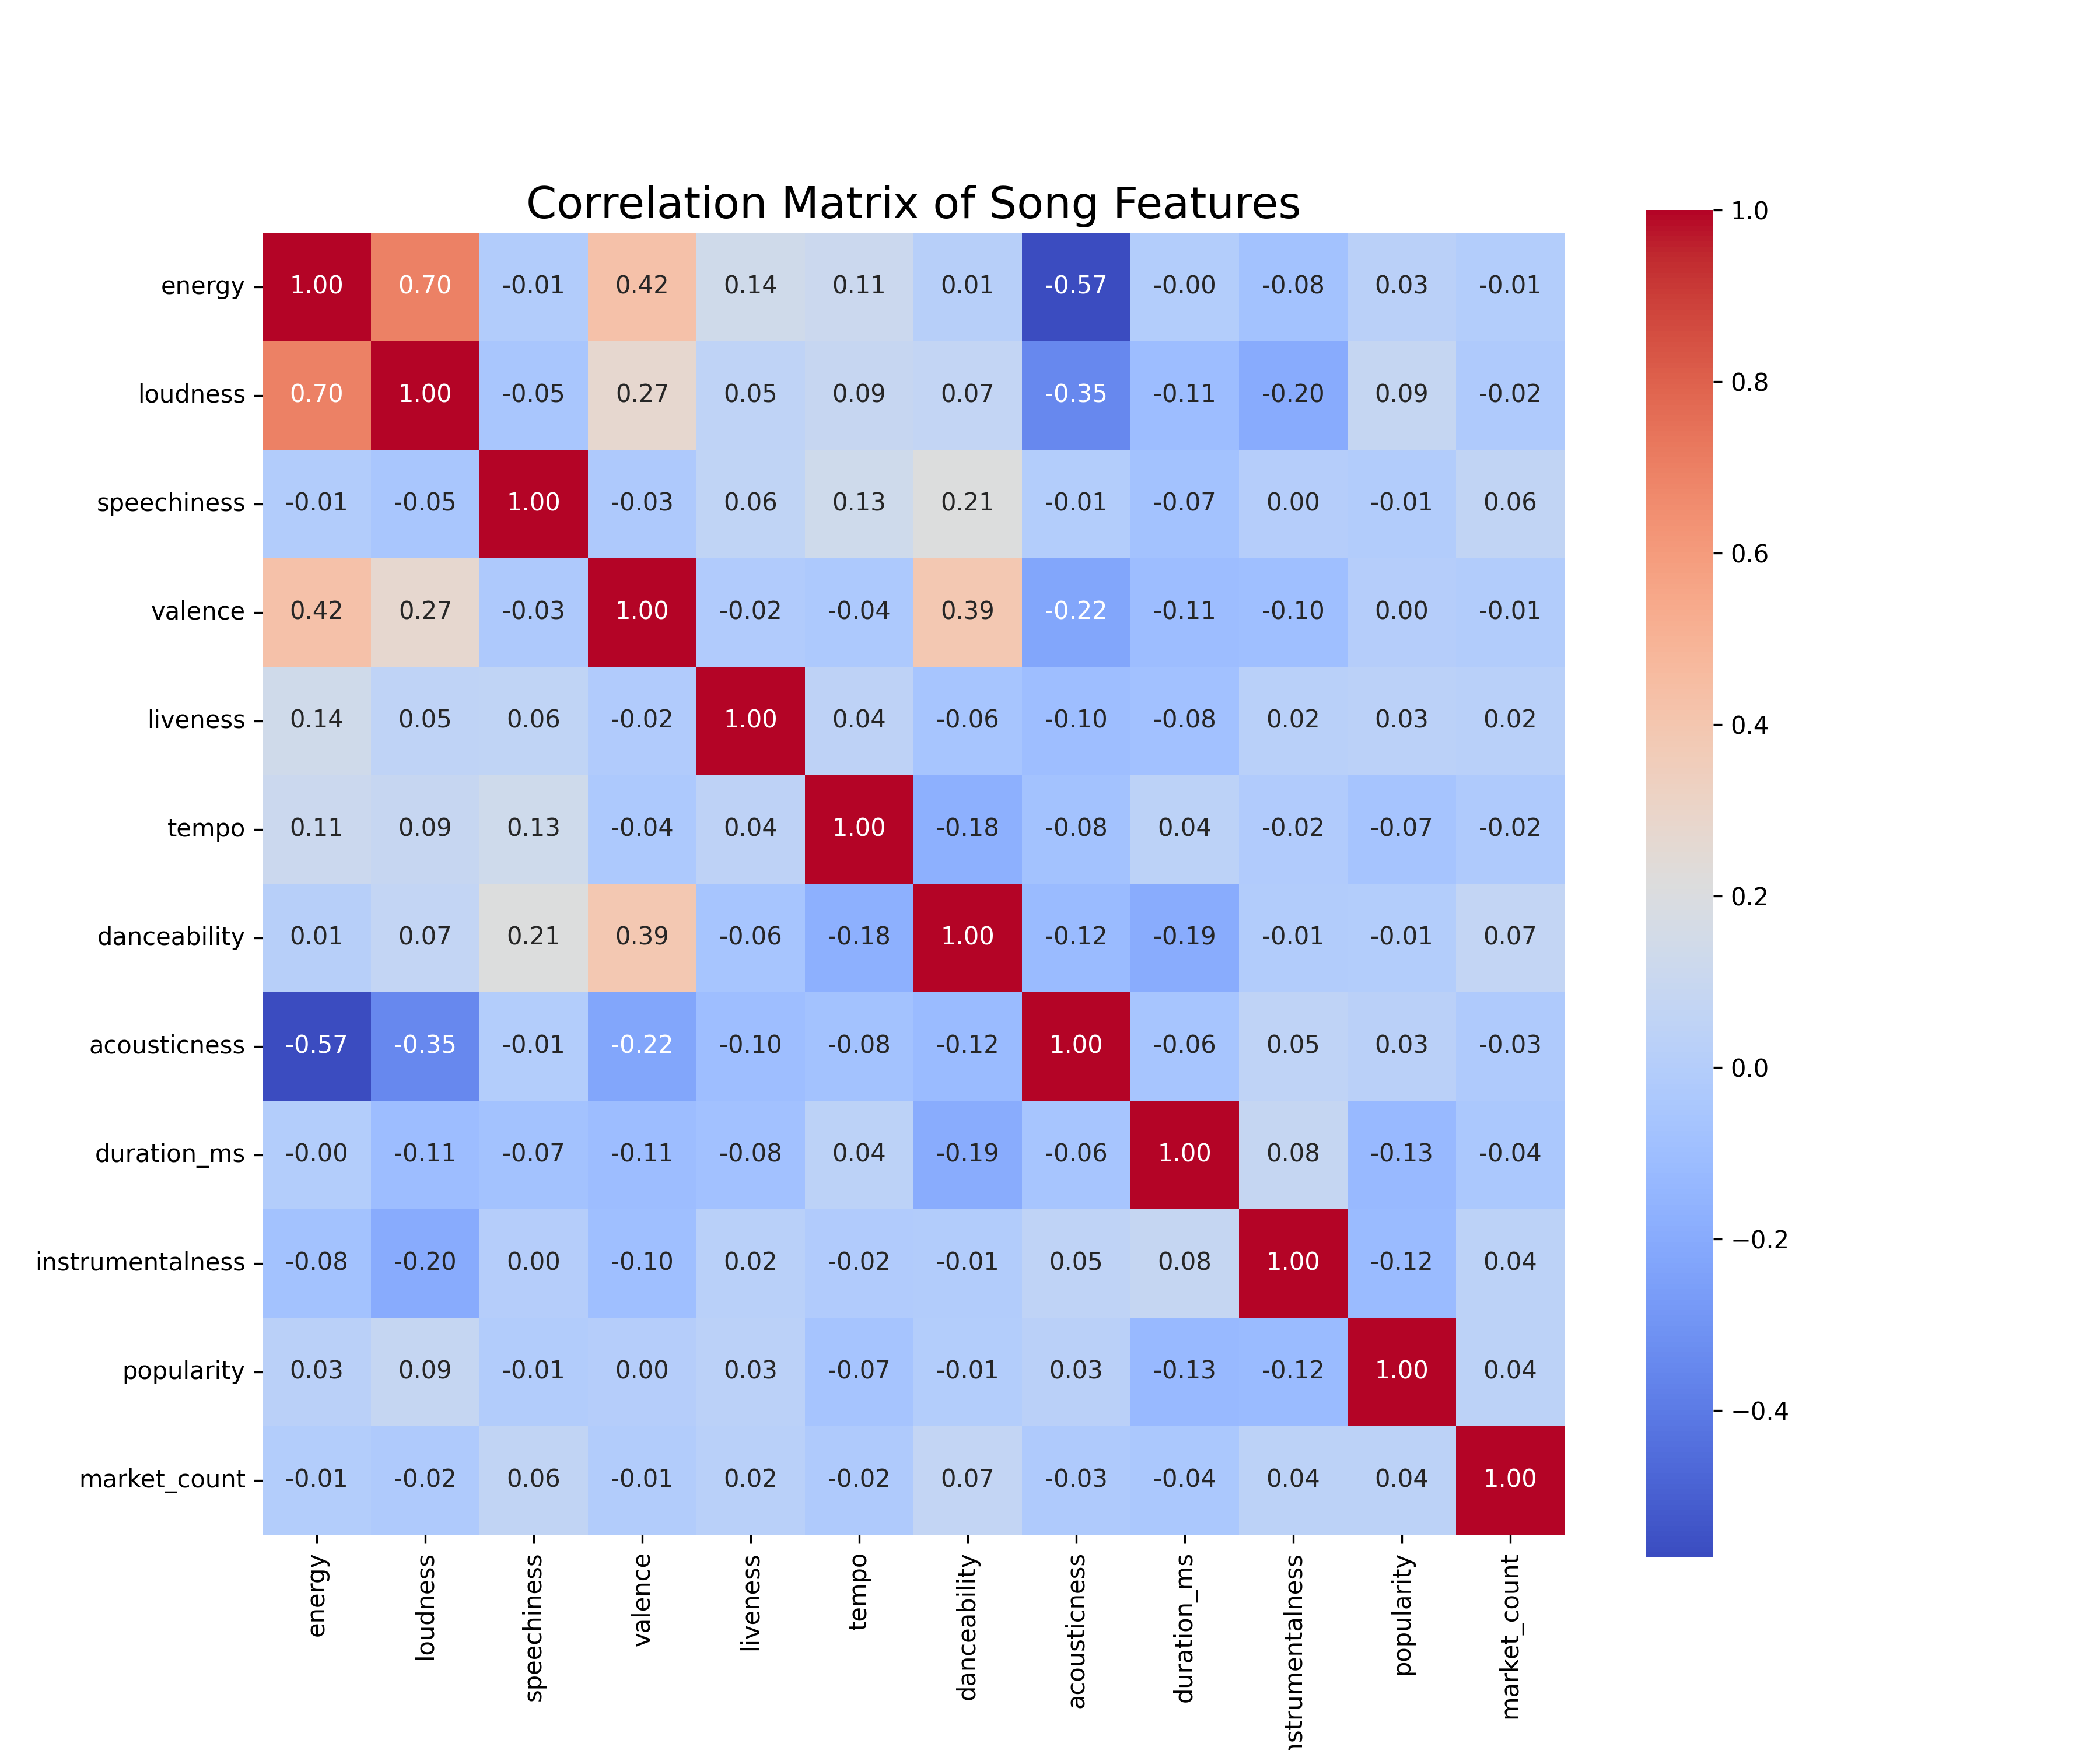 Correlation Matrix of Song Features
energy 1.00 0.70 -0.01 0.42 0.14 0.11 0.01 -0.57 -0.00 -0.08 0.03 -0.01
loudness 0.70 1.00 -0.05 0.27 0.05 0.09 0.07 -0.35 -0.11 -0.20 0.09 -0.02
speechiness -0.01 -0.05 1.00 -0.03 0.06 0.13 0.21 -0.01 -0.07 0.00 -0.01 0.06
valence 0.42 0.27 -0.03 1.00 -0.02 -0.04 0.39 -0.22 -0.11 -0.10 0.00 -0.01
liveness 0.14 0.05 0.06 -0.02 1.00 0.04 -0.06 -0.10 -0.08 0.02 0.03 0.02
tempo 0.11 0.09 0.13 -0.04 0.04 1.00 -0.18 -0.08 0.04 -0.02 -0.07 -0.02
danceability 0.01 0.07 0.21 0.39 -0.06 -0.18 1.00 -0.12 -0.19 -0.01 -0.01 0.07
acousticness -0.57 -0.35 -0.01 -0.22 -0.10 -0.08 -0.12 1.00 -0.06 0.05 0.03 -0.03
duration_ms -0.00 -0.11 -0.07 -0.11 -0.08 0.04 -0.19 -0.06 1.00 0.08 -0.13 -0.04
instrumentalness -0.08 -0.20 0.00 -0.10 0.02 -0.02 -0.01 0.05 0.08 1.00 -0.12 0.04
popularity 0.03 0.09 -0.01 0.00 0.03 -0.07 -0.01 0.03 -0.13 -0.12 1.00 0.04
market_count -0.01 -0.02 0.06 -0.01 0.02 -0.02 0.07 -0.03 -0.04 0.04 0.04 1.00
energy
loudness
speechiness
valence
liveness
tempo
danceability
acousticness
duration_ms
nstrumentalness
popularity
market_count
1.0
0.8
0.6
0.4
0.2
0.0
−0.2
−0.4